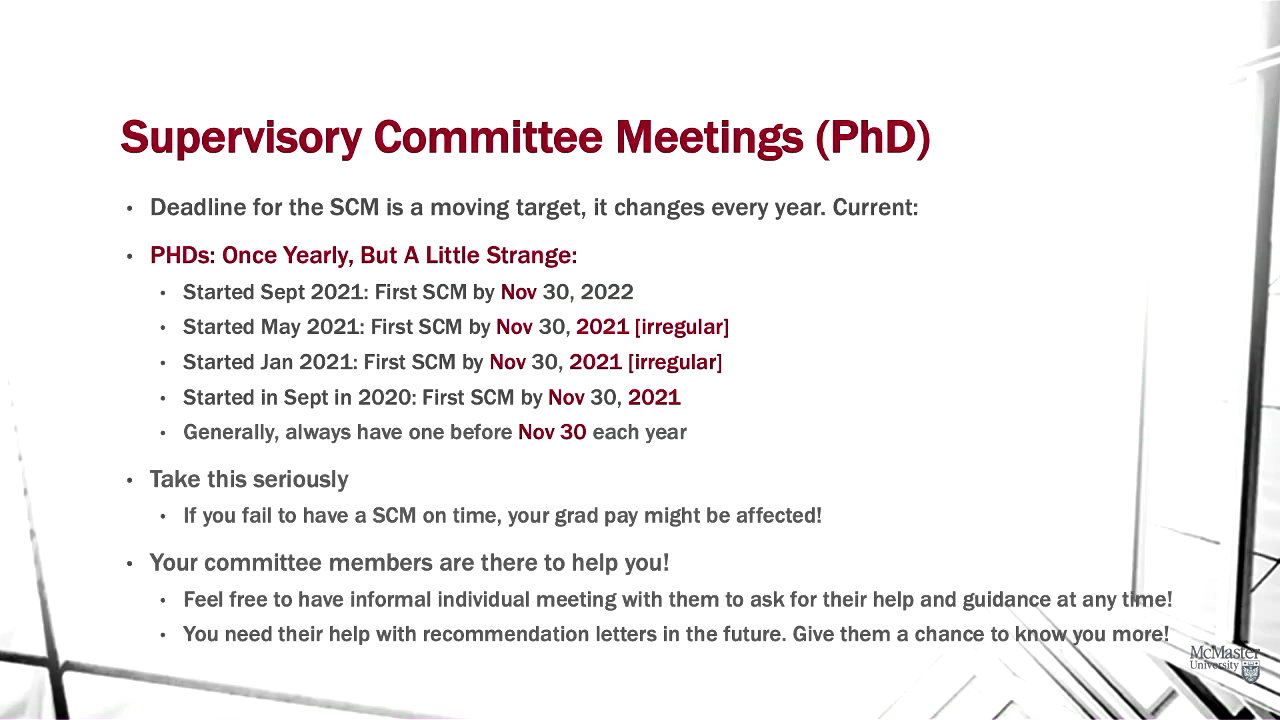 Supervisory Committee Meetings (PhD)
• Deadline for the SCM is a moving target, it changes every year. Current:
• PHDs: Once Yearly, But A Little Strange:
• Started Sept 2021: First SCM by Nov 30, 2022
• Started May 2021: First SCM by Nov 30, 2021 [irregular]
• Started Jan 2021: First SCM by Nov 30, 2021 [irregular]
• Started in Sept in 2020: First SCM by Nov 30, 2021
• Generally, always have one before Nov 30 each year
• Take this seriously
• If you fail to have a SCM on time, your grad pay might be affected!
• Your committee members are there to help you!
• Feel free to have informal individual meeting with them to ask for their help and guidance at any time!
• You need their help with recommendation letters in the future. Give them a chance to know you more!
McMaster
University